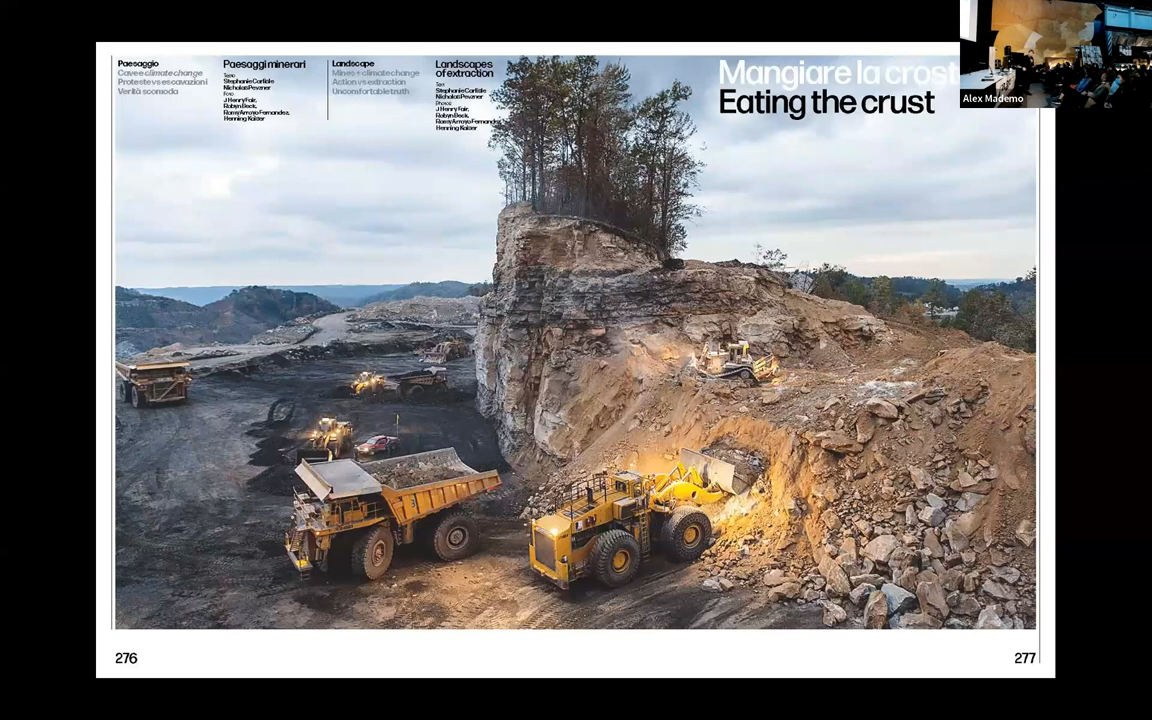 Paesaggio
Cave e climate change
Proteste vs escavazioni
Verità scomoda
Paesaggi minerari
Testo
Stephanie Carlisle
Nicholas Pevzner
Foto
J Henry Fair,
Robyn Beck,
Ramy Arroyo Fernandez,
Henning Kaiser
Landscape
Mines + climate change
Action vs extraction
Uncomfortable truth
Landscapes
of extraction
Text
Stephanie Carlisle
Nicholas Pevzner
Photos
J Henry Fair,
Robyn Beck,
Henning Kaiser
Mangiare la crost
Eating the crust
Alex Mademo
276
277